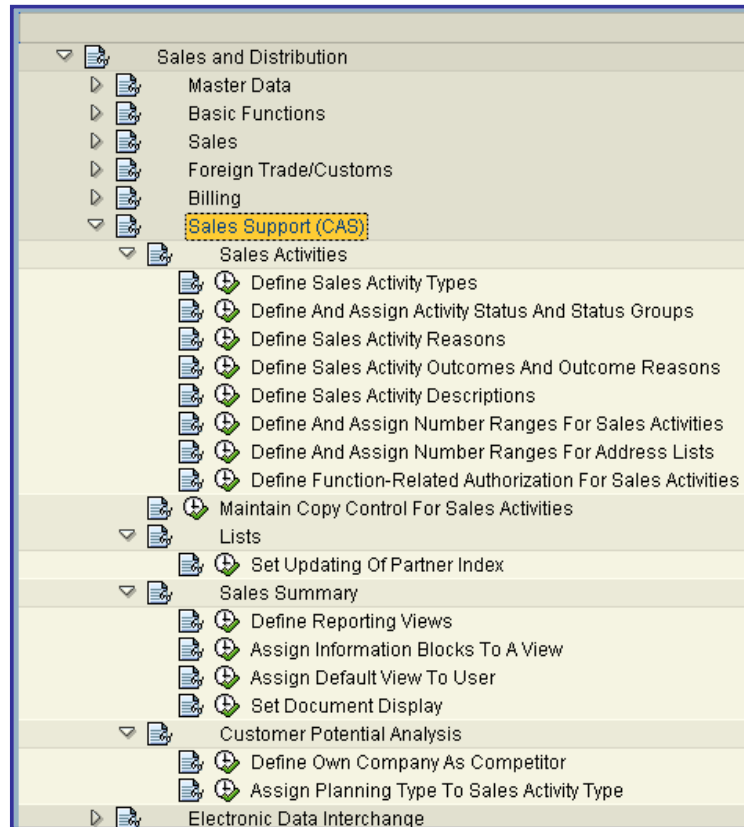 Sales and Distribution
Master Data
Basic Functions
Sales
Foreign Trade/Customs
Billing
Sales Support (CAS)
Sales Activities
Define Sales Activity Types
Define And Assign Activity Status And Status Groups
Define Sales Activity Reasons
Define Sales Activity Outcomes And Outcome Reasons
Define Sales Activity Descriptions
Define And Assign Number Ranges For Sales Activities
Define And Assign Number Ranges For Address Lists
Define Function-Related Authorization For Sales Activities
Maintain Copy Control For Sales Activities
Lists
Set Updating Of Partner Index
Sales Summary
Define Reporting Views
Assign Information Blocks To A View
Assign Default View To User
Set Document Display
Customer Potential Analysis
Define Own Company As Competitor
Assign Planning Type To Sales Activity Type
Electronic Data Interchange